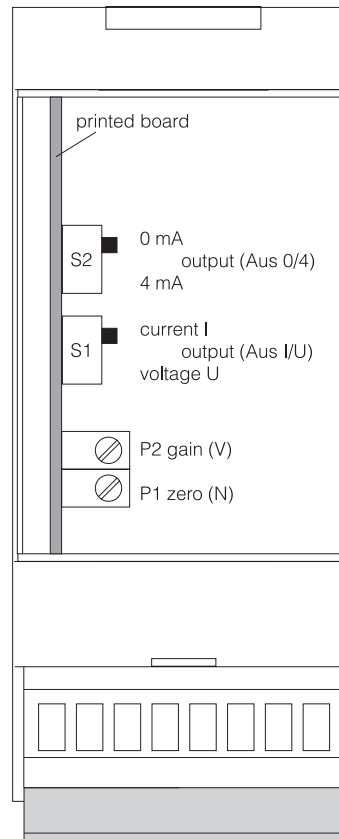 printed board
S2
0 mA
output (Aus 0/4)
4 mA
S1
current I
output (Aus I/U)
voltage U
P2 gain (V)
P1 zero (N)